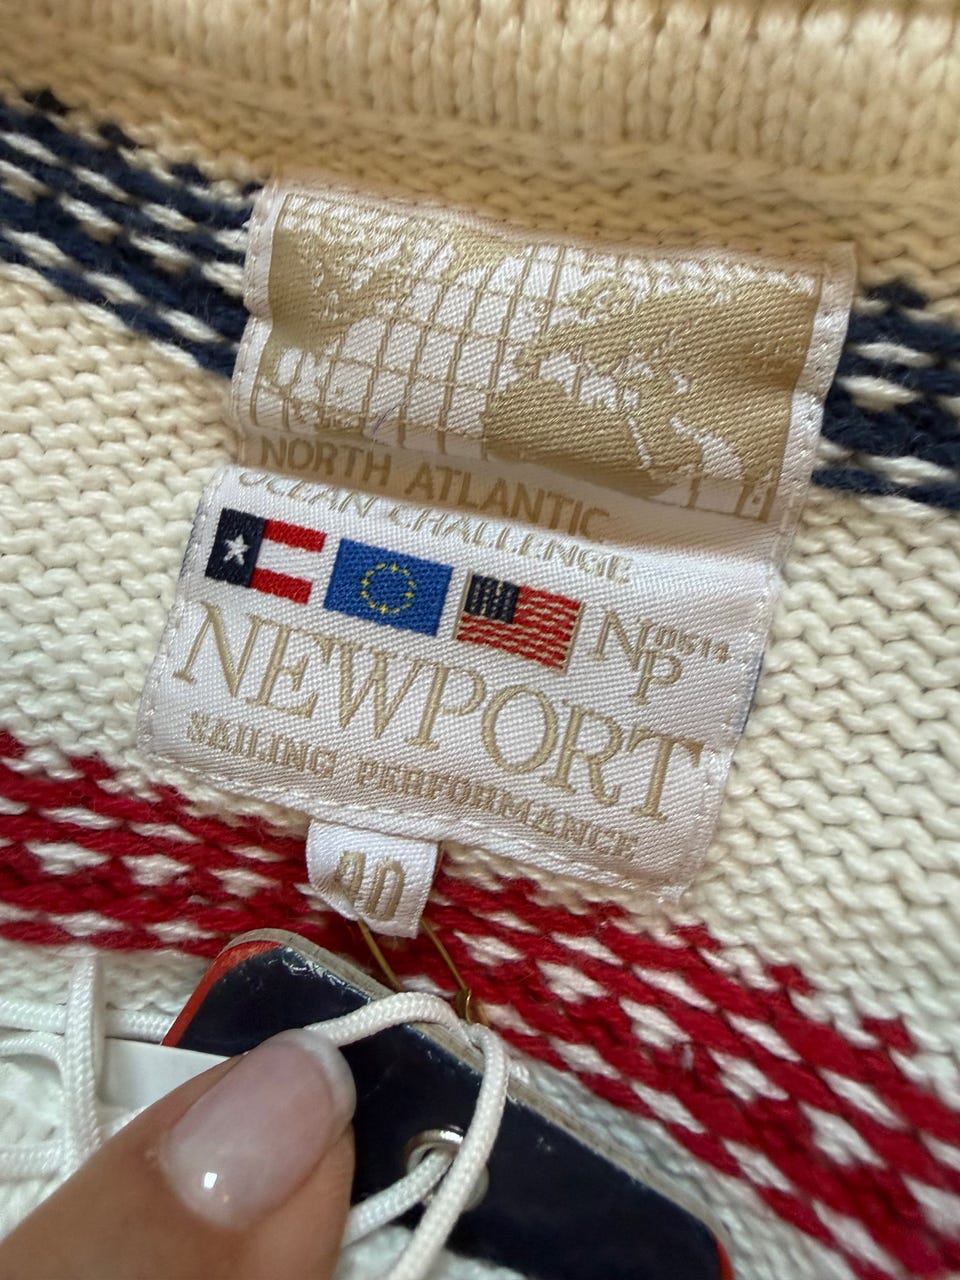 NORTH ATLANTIC
OCEAN CHALLENGE
NP
NEWPORT
SAILING PERFORMANCE
40